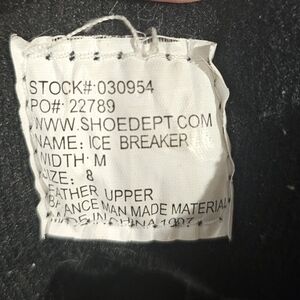 STOCK#: 030954
PO#: 22789
WWW.SHOEDEPT.COM
NAME: ICE BREAKER
WIDTH: M
SIZE: 8
LEATHER UPPER
BALANCE MAN MADE MATERIAL
MADE IN CHINA 1007